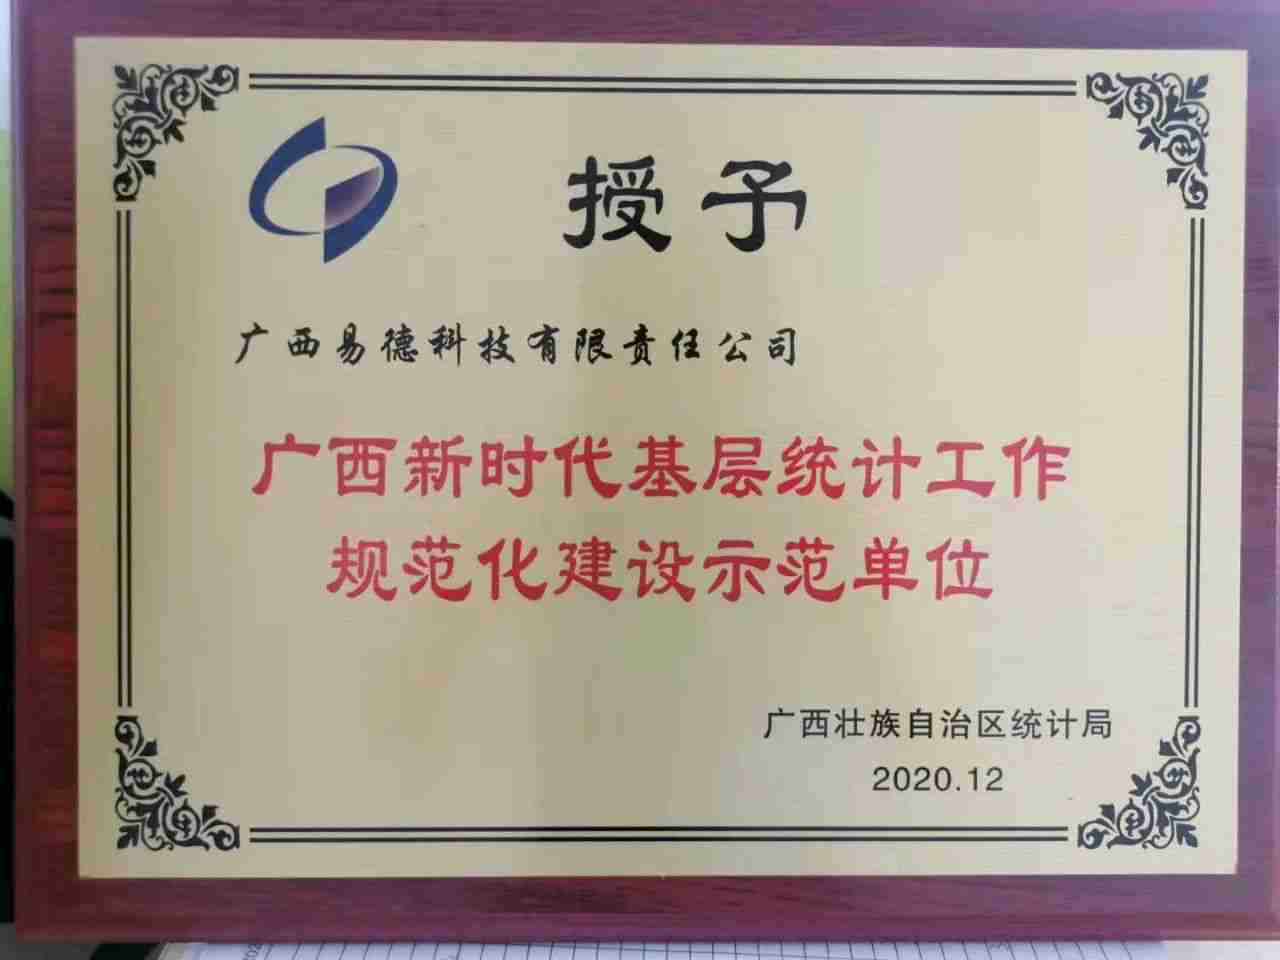 授予
广西易德科技有限责任公司
广西新时代基层统计工作
规范化建设示范单位
广西壮族自治区统计局
2020.12